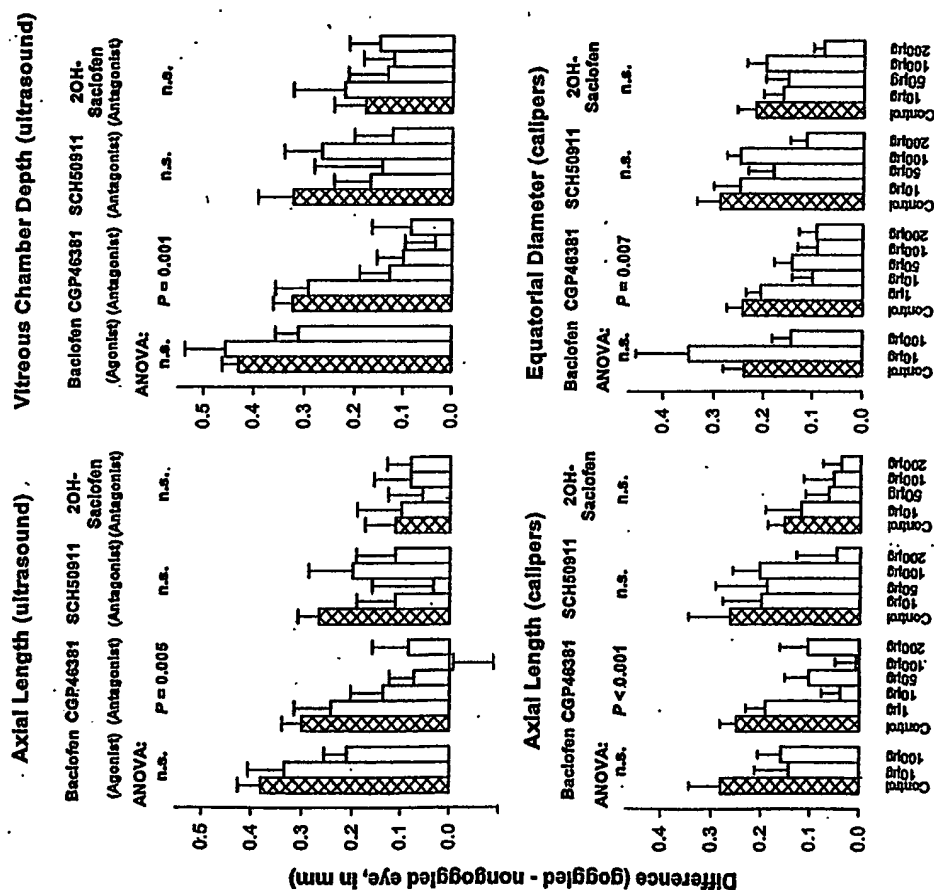 Axial Length (ultrasound)
Baclofen CGP46381 SCH50911 2OH-Saclofen
(Agonist) (Antagonist) (Antagonist) (Antagonist)
ANOVA:
n.s. P = 0.005 n.s. n.s.
0.5
0.4
0.3
0.2
0.1
0.0
Vitreous Chamber Depth (ultrasound)
Baclofen CGP46381 SCH50911 2OH-Saclofen
(Agonist) (Antagonist) (Antagonist) (Antagonist)
ANOVA:
n.s. P = 0.001 n.s. n.s.
0.5
0.4
0.3
0.2
0.1
0.0
Axial Length (calipers)
Baclofen CGP46381 SCH50911 2OH-Saclofen
ANOVA:
n.s. P < 0.001 n.s. n.s.
0.4
0.3
0.2
0.1
0.0
Control 10µg 100µg Control 1µg 10µg 50µg 100µg 200µg Control 10µg 50µg 100µg 200µg Control 10µg 50µg 100µg 200µg
Equatorial Diameter (calipers)
Baclofen CGP46381 SCH50911 2OH-Saclofen
ANOVA:
n.s. P = 0.007 n.s. n.s.
0.4
0.3
0.2
0.1
0.0
Control 10µg 100µg Control 1µg 10µg 50µg 100µg 200µg Control 10µg 50µg 100µg 200µg Control 10µg 50µg 100µg 200µg
Difference (goggled - nongoggled eye, in mm)